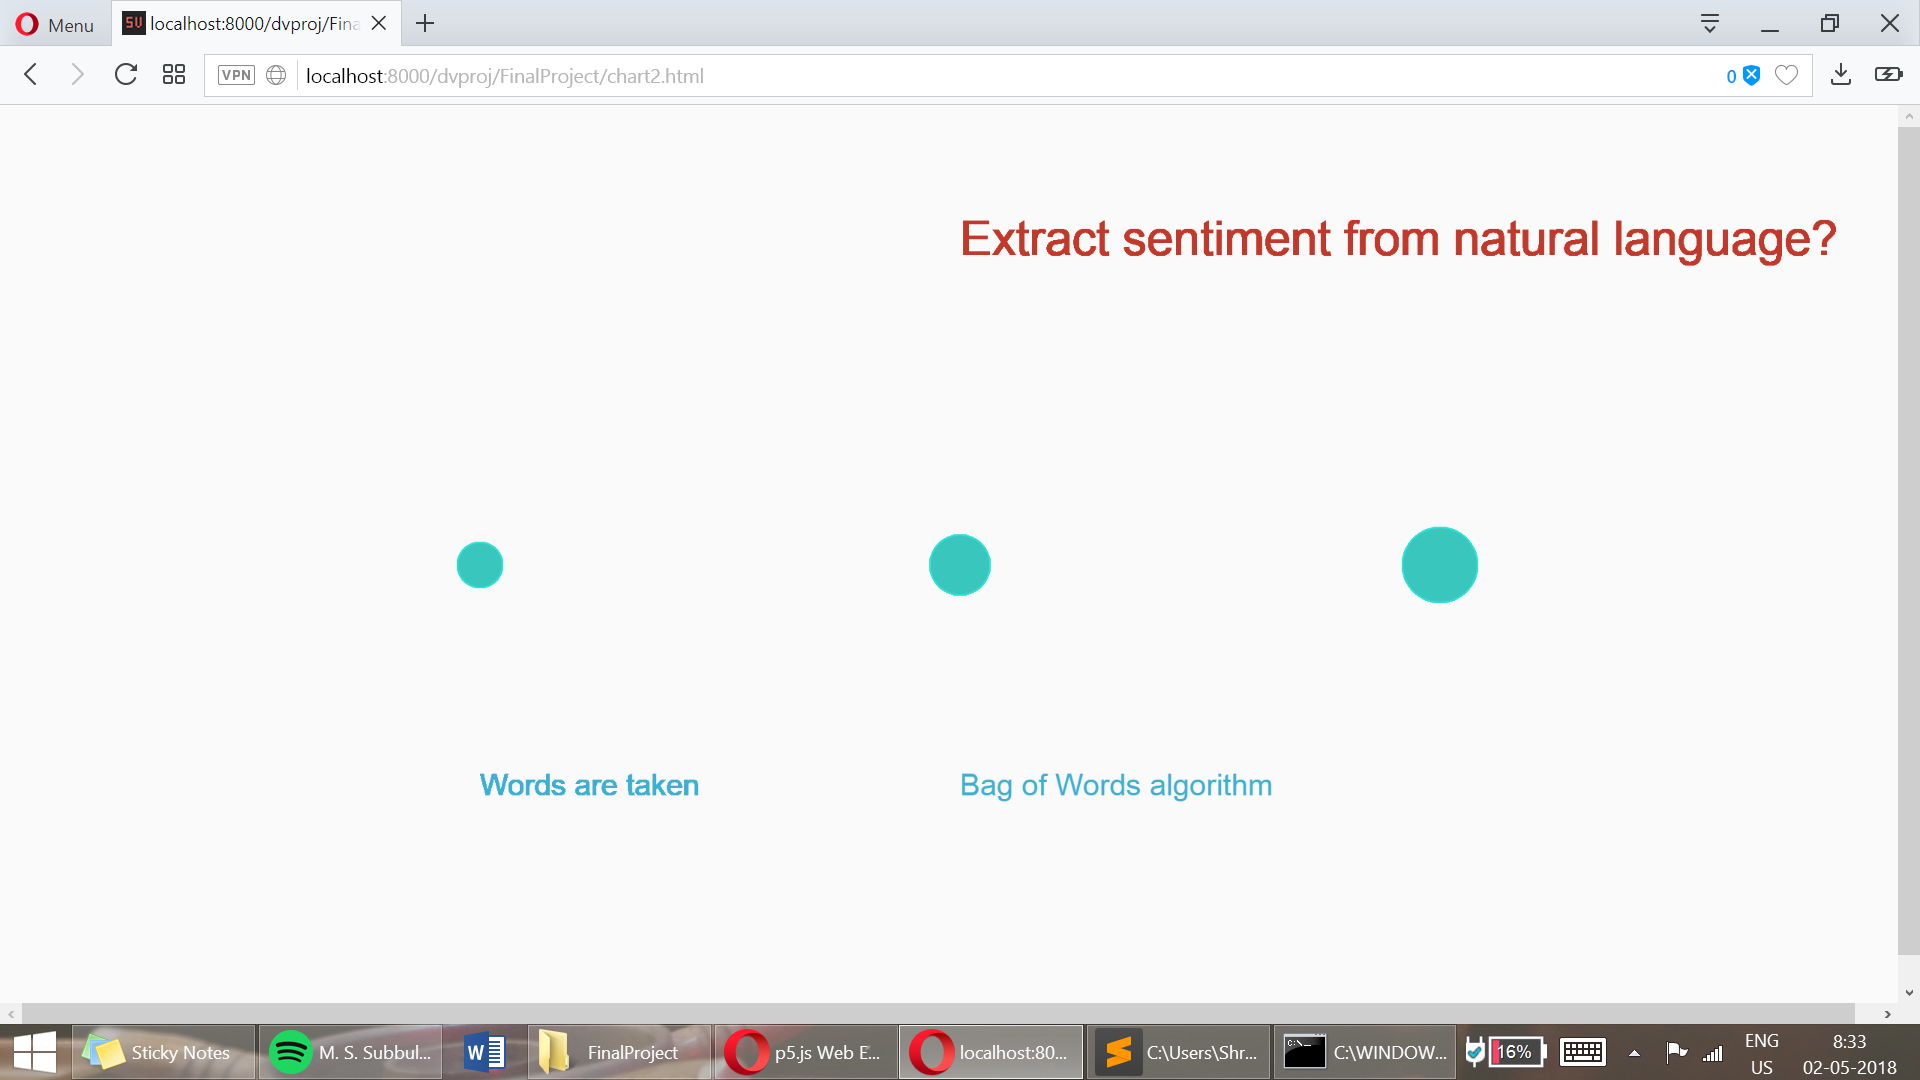 Menu
localhost:8000/dvproj/Fina
VPN
localhost:8000/dvproj/FinalProject/chart2.html
0
Extract sentiment from natural language?
Words are taken
Bag of Words algorithm
Sticky Notes
M. S. Subbul...
FinalProject
p5.js Web E...
localhost:80...
C:\Users\Shr...
C:\WINDOW...
16%
ENG
US
8:33
02-05-2018